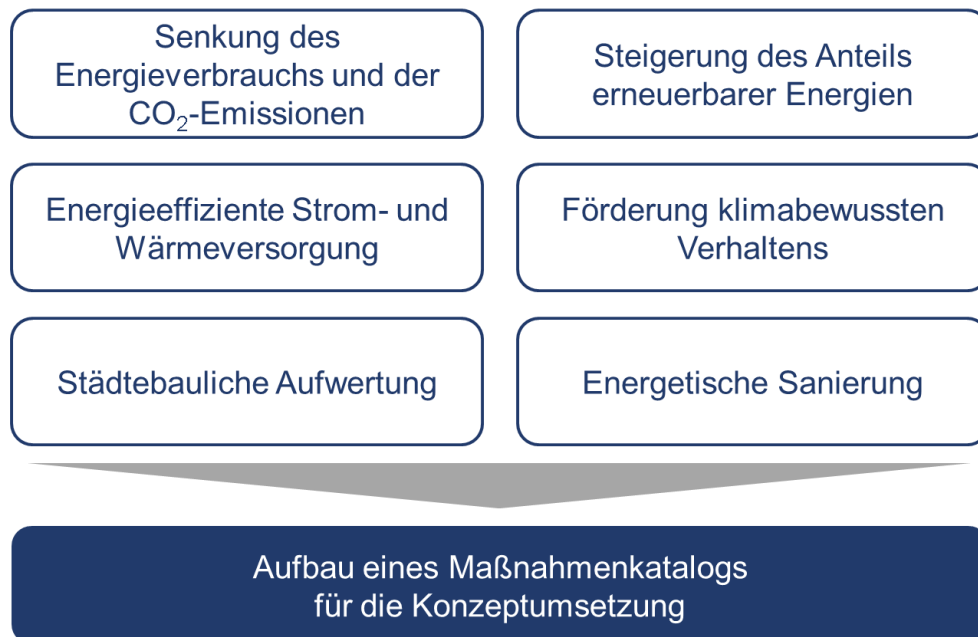 Senkung des
Energieverbrauchs und der
CO₂-Emissionen
Steigerung des Anteils
erneuerbarer Energien
Energieeffiziente Strom- und
Wärmeversorgung
Förderung klimabewussten
Verhaltens
Städtebauliche Aufwertung
Energetische Sanierung
Aufbau eines Maßnahmenkatalogs
für die Konzeptumsetzung